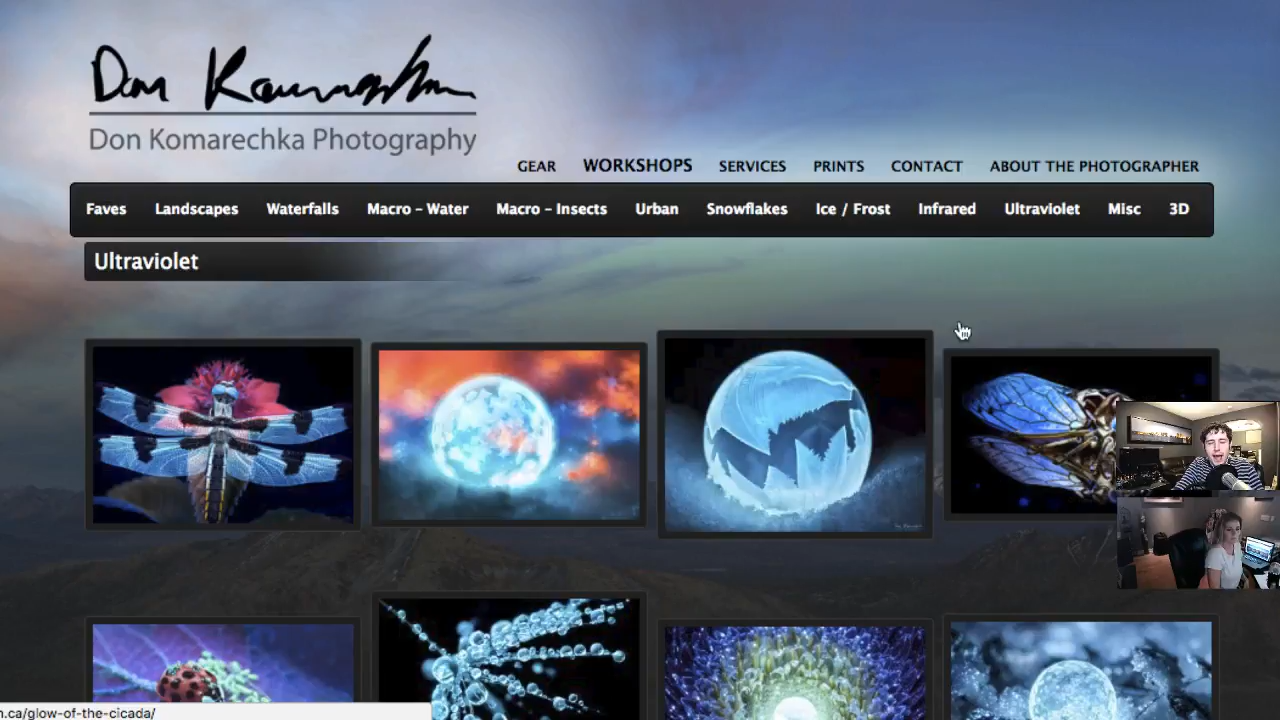 Don Komarechka
Don Komarechka Photography
GEAR WORKSHOPS SERVICES PRINTS CONTACT ABOUT THE PHOTOGRAPHER
Faves Landscapes Waterfalls Macro – Water Macro – Insects Urban Snowflakes Ice / Frost Infrared Ultraviolet Misc 3D
Ultraviolet
n.ca/glow-of-the-cicada/